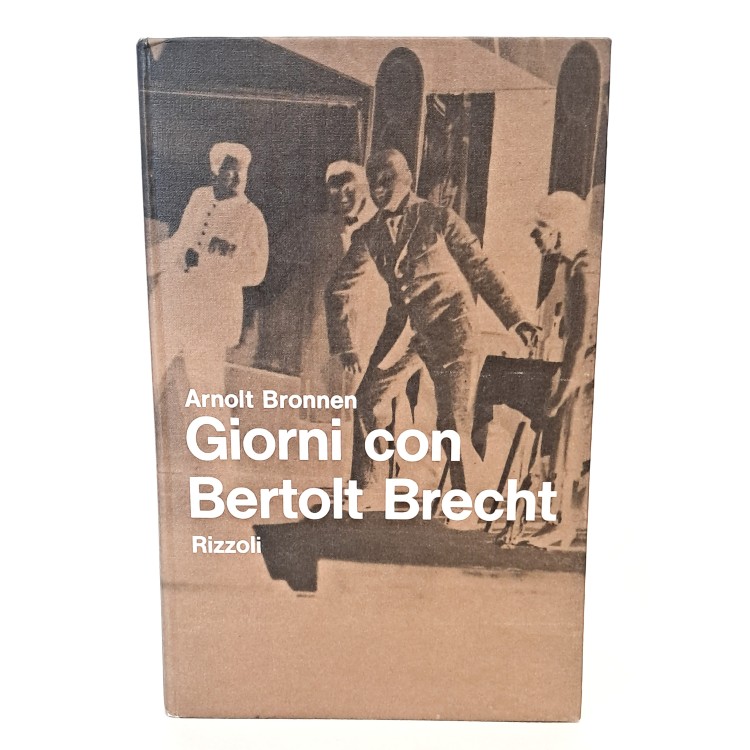 Arnolt Bronnen
Giorni con
Bertolt Brecht
Rizzoli